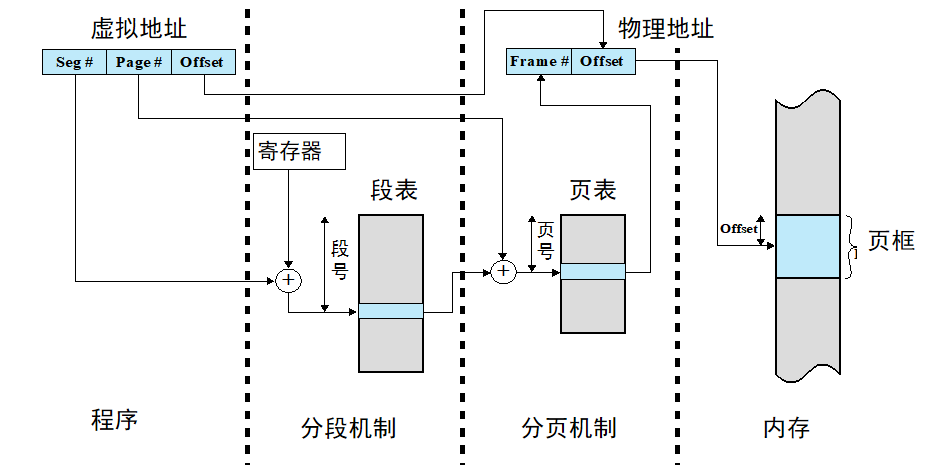 虚拟地址
物理地址
Seg # Page # Offset
Frame # Offset
寄存器
段表
页表
段号
页号
Offset
页框
程序
分段机制
分页机制
内存